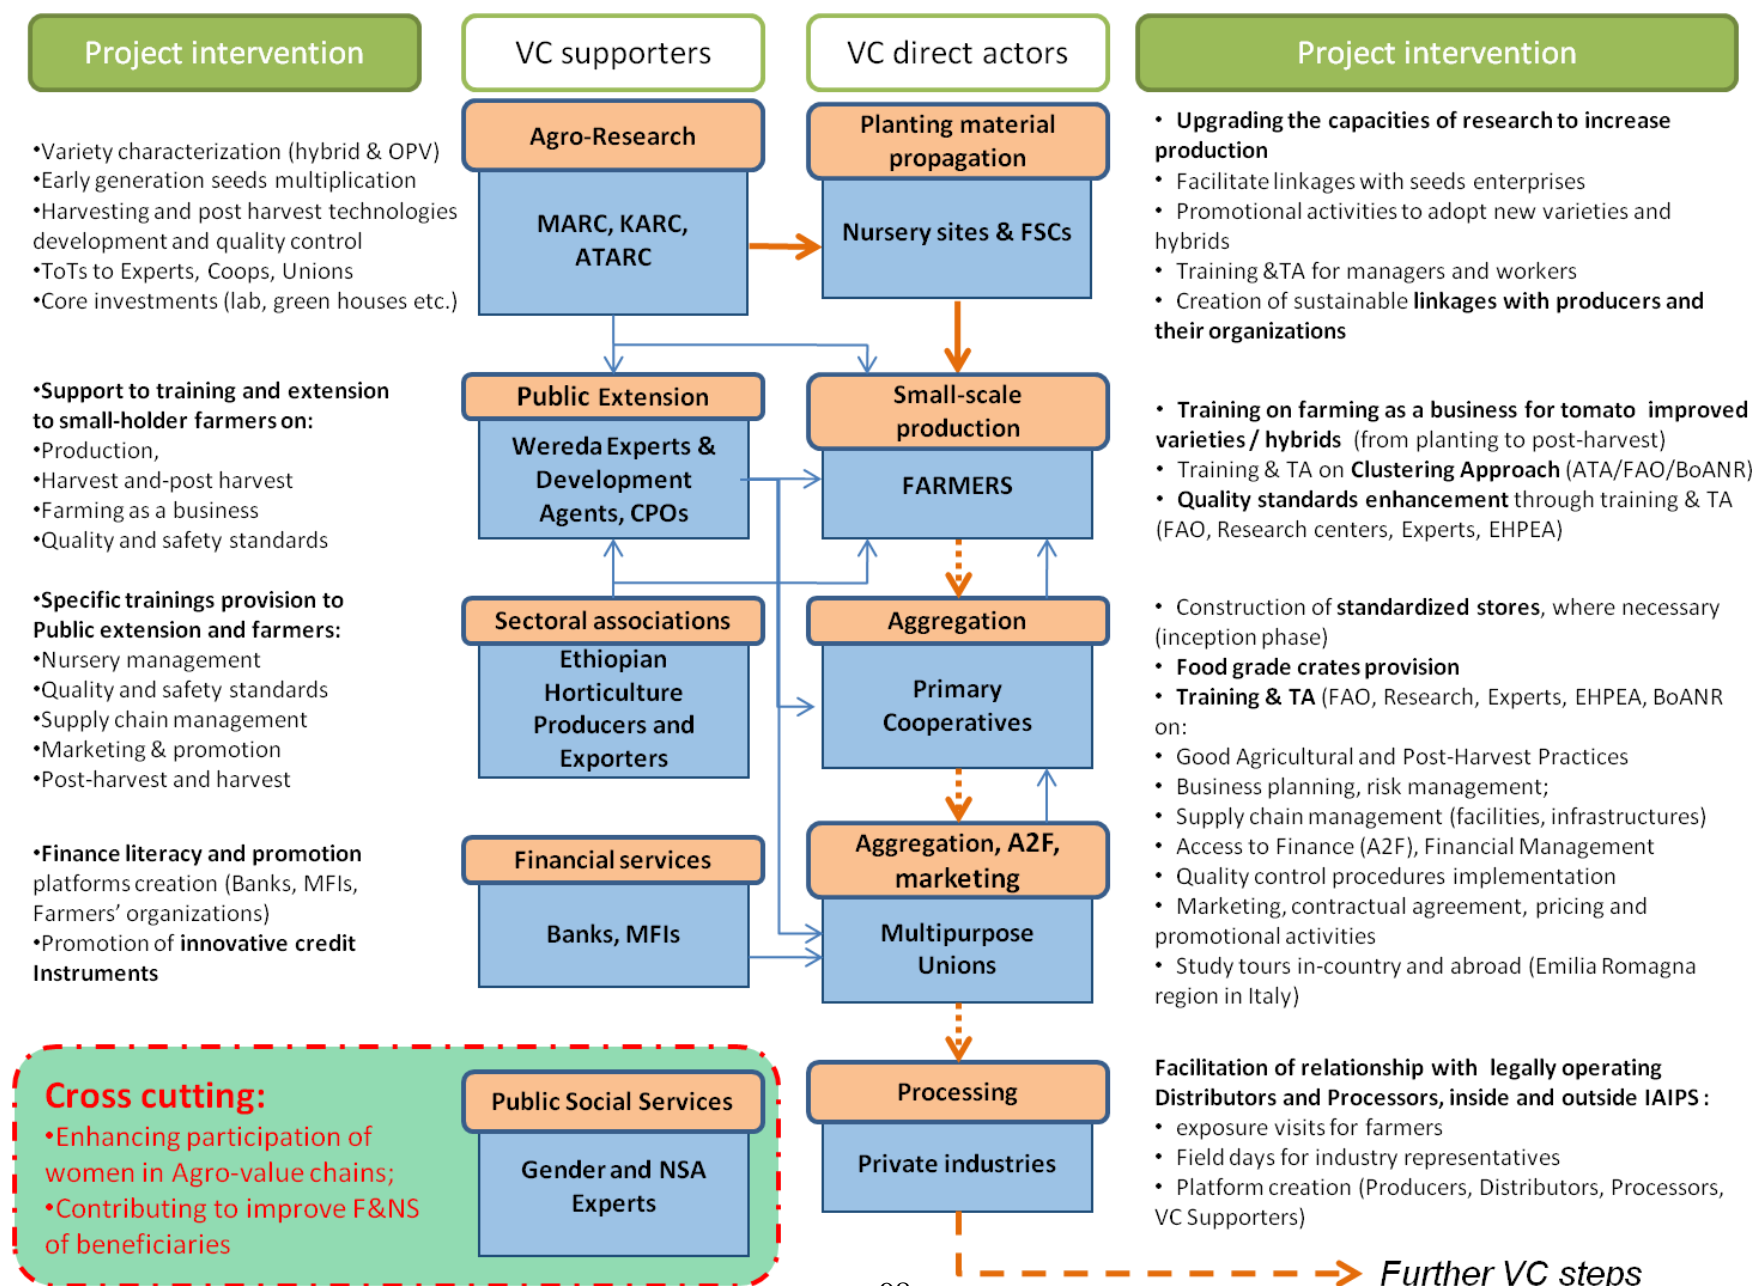 Project intervention
VC supporters
VC direct actors
Project intervention
•Variety characterization (hybrid & OPV)
•Early generation seeds multiplication
•Harvesting and post harvest technologies
development and quality control
•ToTs to Experts, Coops, Unions
•Core investments (lab, green houses etc.)
Agro-Research
MARC, KARC,
ATARC
Planting material
propagation
Nursery sites & FSCs
• Upgrading the capacities of research to increase
production
• Facilitate linkages with seeds enterprises
• Promotional activities to adopt new varieties and
hybrids
• Training &TA for managers and workers
• Creation of sustainable linkages with producers and
their organizations
•Support to training and extension
to small-holder farmers on:
•Production,
•Harvest and-post harvest
•Farming as a business
•Quality and safety standards
Public Extension
Wereda Experts &
Development
Agents, CPOs
Small-scale
production
FARMERS
• Training on farming as a business for tomato improved
varieties / hybrids (from planting to post-harvest)
• Training & TA on Clustering Approach (ATA/FAO/BoANR)
• Quality standards enhancement through training & TA
(FAO, Research centers, Experts, EHPEA)
•Specific trainings provision to
Public extension and farmers:
•Nursery management
•Quality and safety standards
•Supply chain management
•Marketing & promotion
•Post-harvest and harvest
Sectoral associations
Ethiopian
Horticulture
Producers and
Exporters
Aggregation
Primary
Cooperatives
• Construction of standardized stores, where necessary
(inception phase)
• Food grade crates provision
• Training & TA (FAO, Research, Experts, EHPEA, BoANR
on:
• Good Agricultural and Post-Harvest Practices
• Business planning, risk management;
• Supply chain management (facilities, infrastructures)
• Access to Finance (A2F), Financial Management
• Quality control procedures implementation
• Marketing, contractual agreement, pricing and
promotional activities
• Study tours in-country and abroad (Emilia Romagna
region in Italy)
•Finance literacy and promotion
platforms creation (Banks, MFIs,
Farmers' organizations)
•Promotion of innovative credit
Instruments
Financial services
Banks, MFIs
Aggregation, A2F,
marketing
Multipurpose
Unions
Cross cutting:
•Enhancing participation of
women in Agro-value chains;
•Contributing to improve F&NS
of beneficiaries
Public Social Services
Gender and NSA
Experts
Processing
Private industries
Facilitation of relationship with legally operating
Distributors and Processors, inside and outside IAIPS :
• exposure visits for farmers
• Field days for industry representatives
• Platform creation (Producers, Distributors, Processors,
VC Supporters)
Further VC steps